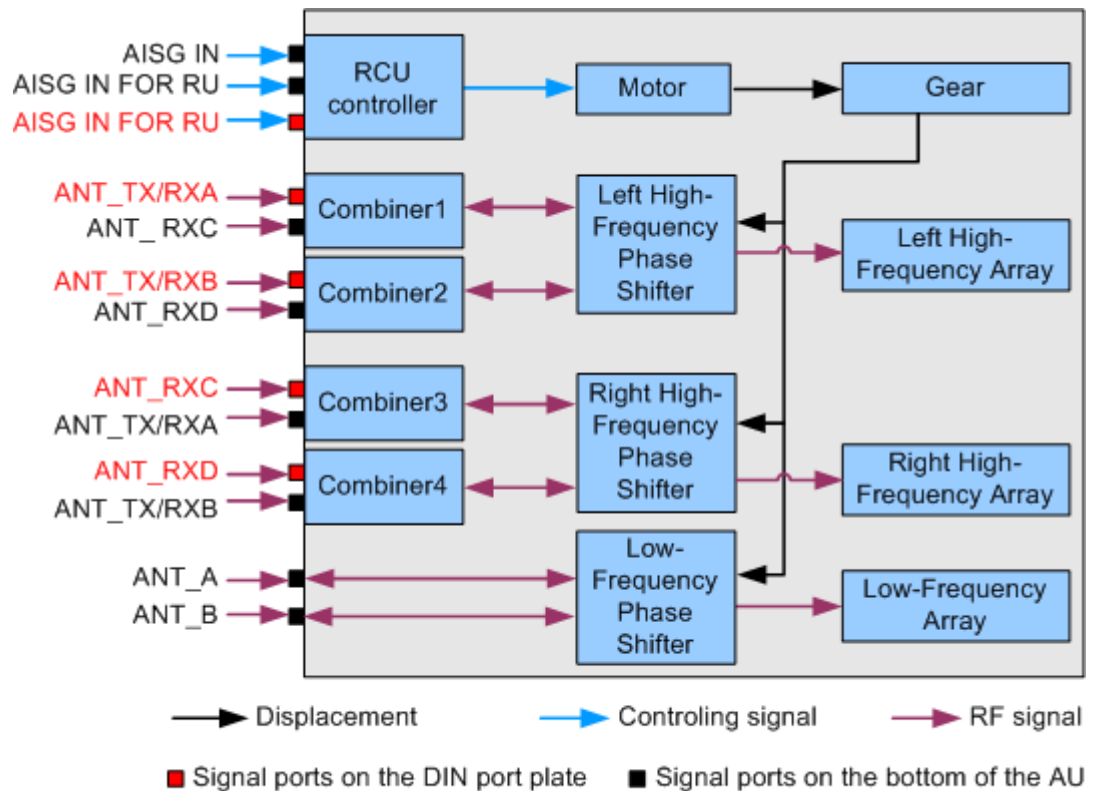 AISG IN
AISG IN FOR RU
AISG IN FOR RU
RCU
controller
Motor
Gear
ANT_TX/RXA
ANT_ RXC
Combiner1
Left High-
Frequency
Phase
Shifter
Left High-
Frequency Array
ANT_TX/RXB
ANT_RXD
Combiner2
ANT_RXC
ANT_TX/RXA
Combiner3
Right High-
Frequency
Phase
Shifter
Right High-
Frequency Array
ANT_RXD
ANT_TX/RXB
Combiner4
ANT_A
ANT_B
Low-
Frequency
Phase
Shifter
Low-Frequency
Array
Displacement
Controling signal
RF signal
Signal ports on the DIN port plate
Signal ports on the bottom of the AU